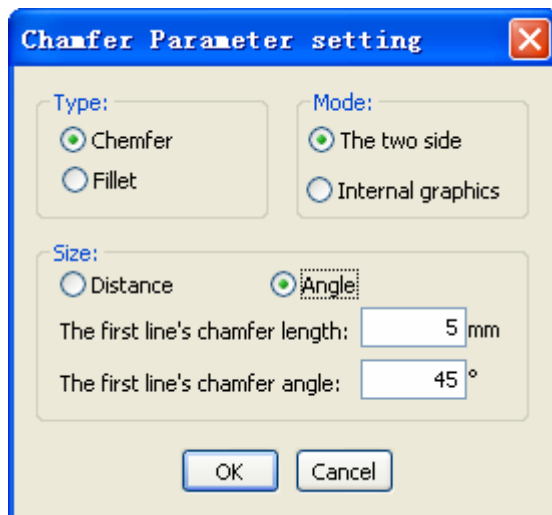 Chamfer Parameter setting
Type:
Chemfer
Fillet
Mode:
The two side
Internal graphics
Size:
Distance
Angle
The first line's chamfer length: 5 mm
The first line's chamfer angle: 45 °
OK
Cancel